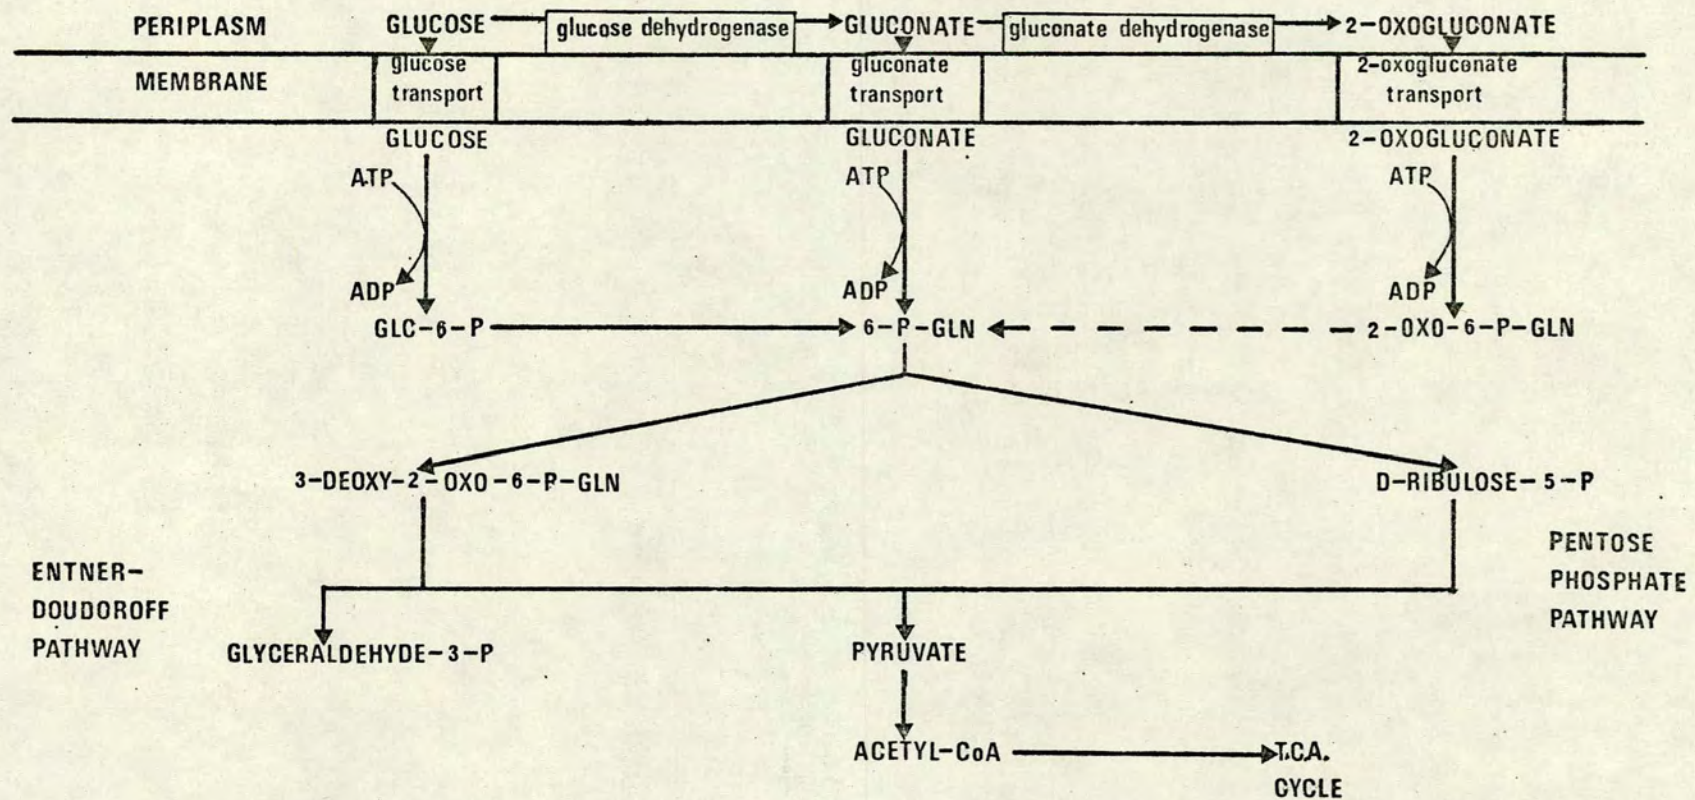 PERIPLASM GLUCOSE glucose dehydrogenase GLUCONATE gluconate dehydrogenase 2-OXOGLUCONATE
MEMBRANE
glucose
transport
gluconate
transport
2-oxogluconate
transport
GLUCOSE GLUCONATE 2-OXOGLUCONATE
ATP ATP ATP
ADP ADP ADP
GLC-6-P 6-P-GLN 2-OXO-6-P-GLN
3-DEOXY-2-OXO-6-P-GLN D-RIBULOSE-5-P
ENTNER-
DOUDOROFF
PATHWAY
PENTOSE
PHOSPHATE
PATHWAY
GLYCERALDEHYDE-3-P PYRUVATE
ACETYL-CoA T.C.A.
CYCLE